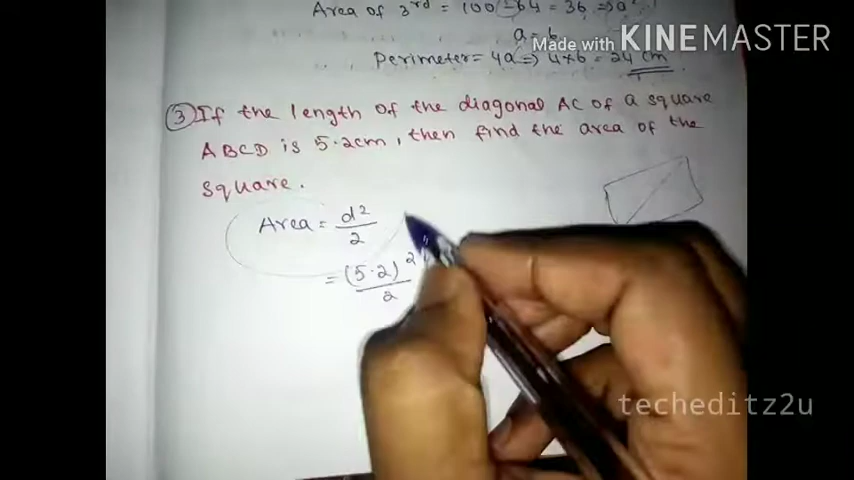 Area of 3rd = 100 - 64 = 36 => a²
a = 6
Made with KINEMASTER
Perimeter = 4a => 4*6 = 24 cm
3 If the length of the diagonal AC of a square
ABCD is 5.2cm, then find the area of the
square.
Area = d²/2
= (5.2)²/2
techeditz2u